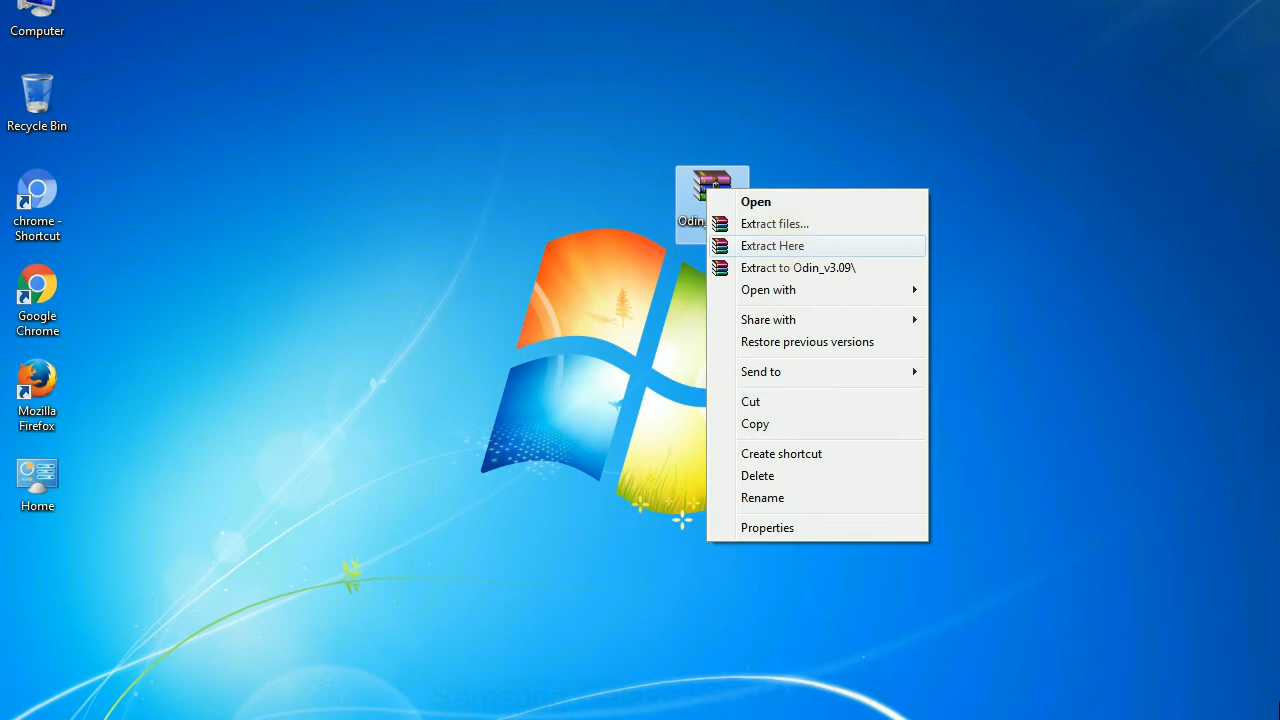 Computer
Recycle Bin
chrome -
Shortcut
Google
Chrome
Mozilla
Firefox
Home
Open
Extract files...
Extract Here
Extract to Odin_v3.09\
Open with
Share with
Restore previous versions
Send to
Cut
Copy
Create shortcut
Delete
Rename
Properties